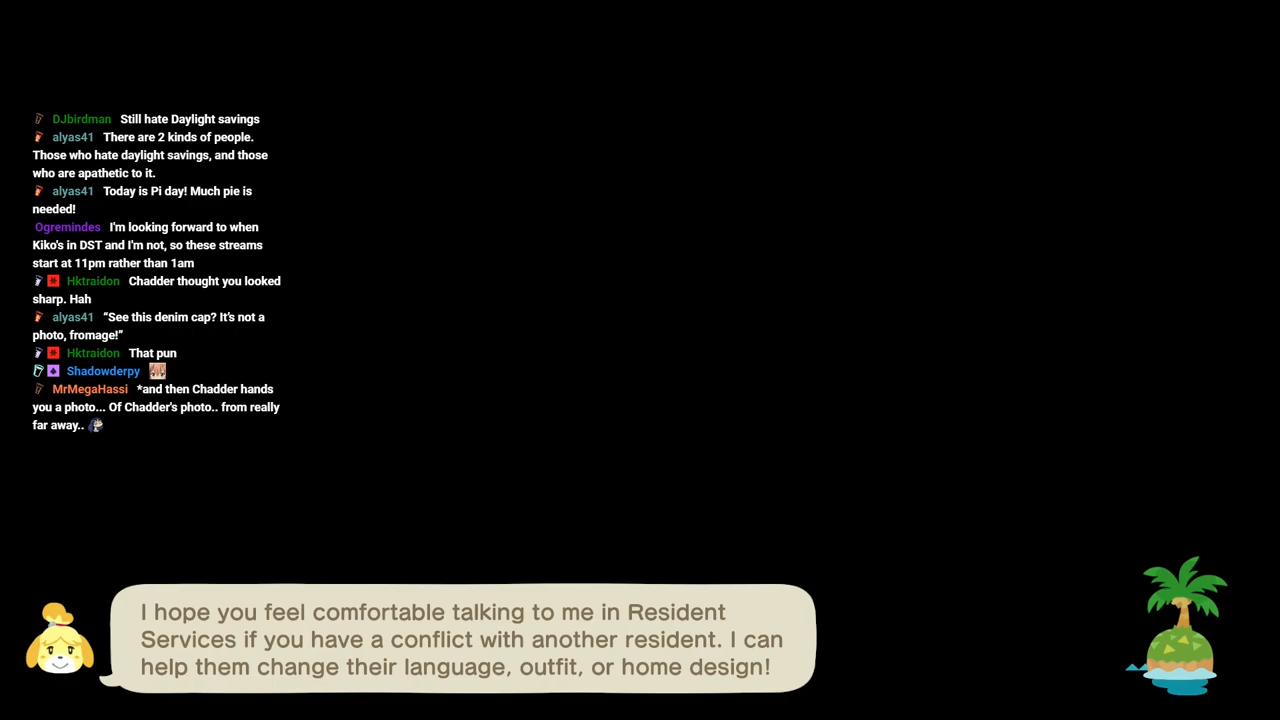 DJbirdman Still hate Daylight savings
alyas41 There are 2 kinds of people.
Those who hate daylight savings, and those
who are apathetic to it.
alyas41 Today is Pi day! Much pie is
needed!
Ogremindes I'm looking forward to when
Kiko's in DST and I'm not, so these streams
start at 11pm rather than 1am
Hktraidon Chadder thought you looked
sharp. Hah
alyas41 “See this denim cap? It’s not a
photo, fromage!”
Hktraidon That pun
Shadowderpy
MrMegaHassi *and then Chadder hands
you a photo... Of Chadder's photo.. from really
far away..
I hope you feel comfortable talking to me in Resident
Services if you have a conflict with another resident. I can
help them change their language, outfit, or home design!